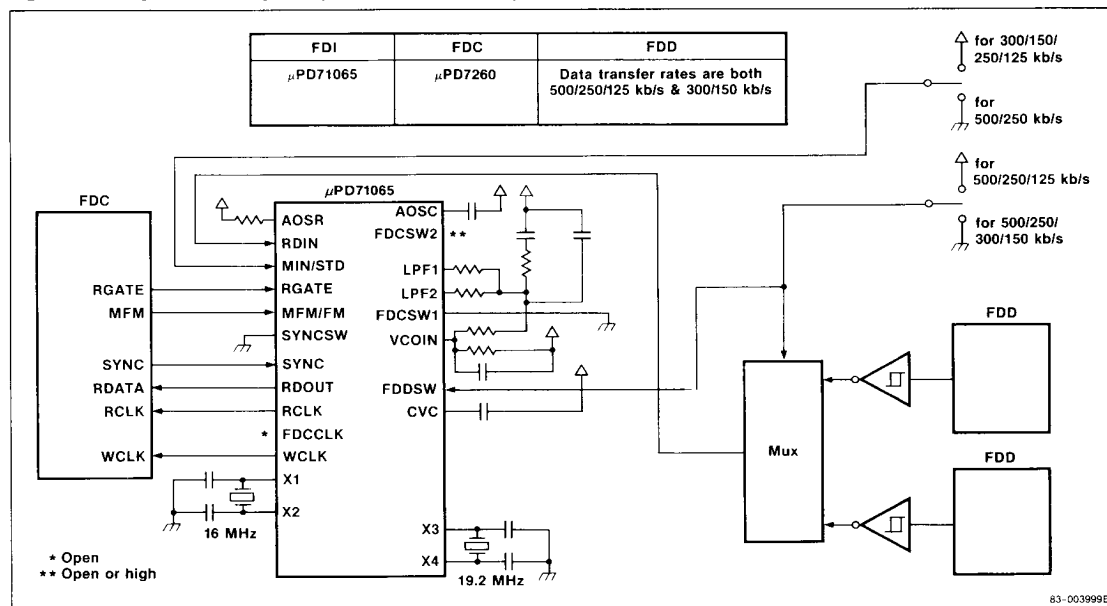 FDI
FDC
FDD
μPD71065
μPD7260
Data transfer rates are both
500/250/125 kb/s & 300/150 kb/s
for 300/150/
250/125 kb/s
for
500/250 kb/s
for
500/250/125 kb/s
for 500/250/
300/150 kb/s
FDC
RGATE
MFM
SYNC
RDATA
RCLK
WCLK
μPD71065
AOSR
RDIN
MIN/STD
RGATE
MFM/FM
SYNCSW
SYNC
RDOUT
RCLK
* FDCCLK
WCLK
X1
X2
16 MHz
AOSC
FDCSW2 **
LPF1
LPF2
FDCSW1
VCOIN
FDDSW
CVC
X3
X4
19.2 MHz
Mux
FDD
FDD
* Open
** Open or high